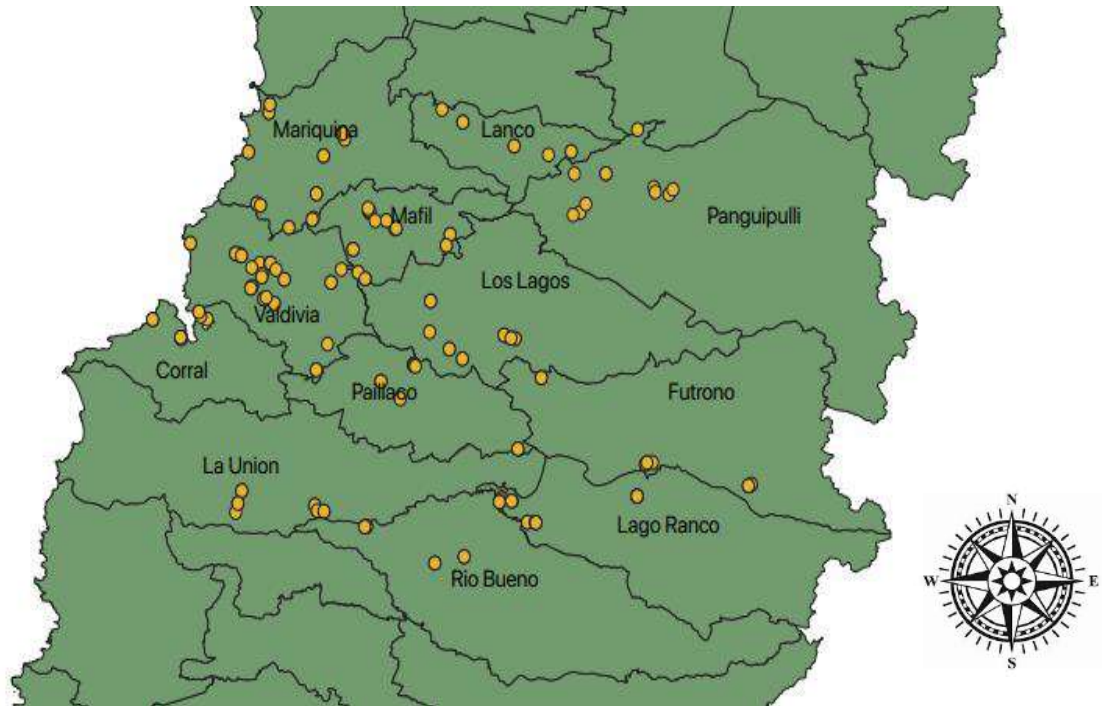 Mariquina
Lanco
Mafil
Panguipulli
Los Lagos
Valdivia
Corral
Paillaco
Futrono
La Union
Lago Ranco
Rio Bueno
N
W
E
S